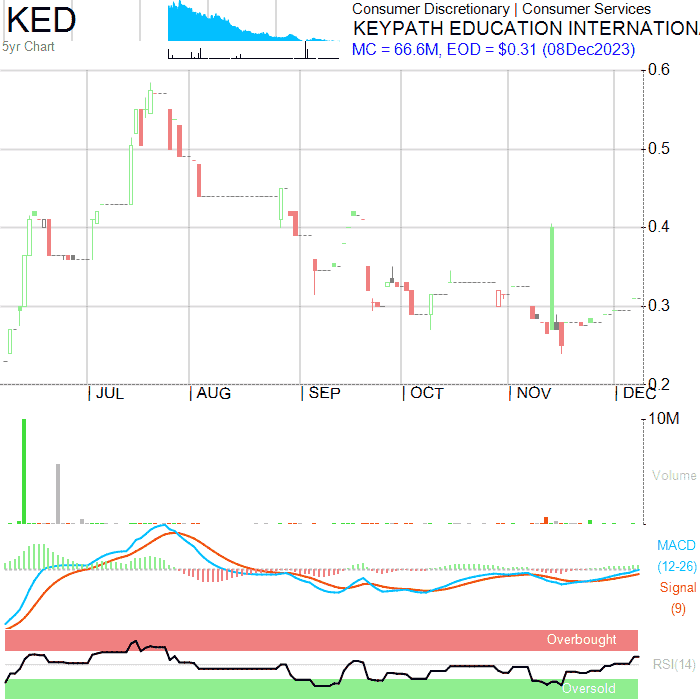 KED
5yr Chart
Consumer Discretionary | Consumer Services
KEYPATH EDUCATION INTERNATIONA
MC = 66.6M, EOD = $0.31 (08Dec2023)
0.6
0.5
0.4
0.3
0.2
JUL AUG SEP OCT NOV DEC
10M
Volume
MACD
(12-26)
Signal
(9)
Overbought
RSI(14)
Oversold